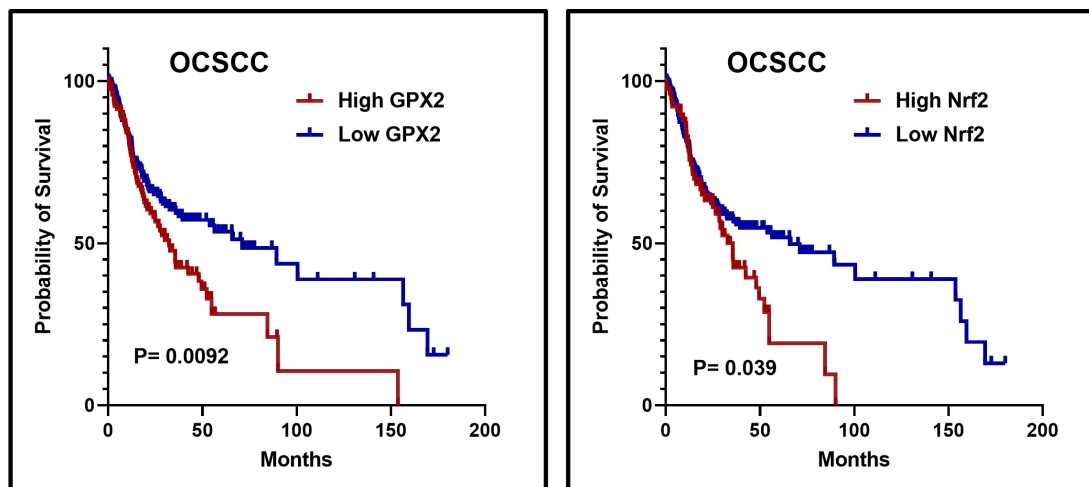 OCSCC
High GPX2
Low GPX2
100
50
0
Probability of Survival
P= 0.0092
0 50 100 150 200
Months
OCSCC
High Nrf2
Low Nrf2
100
50
0
Probability of Survival
P= 0.039
0 50 100 150 200
Months